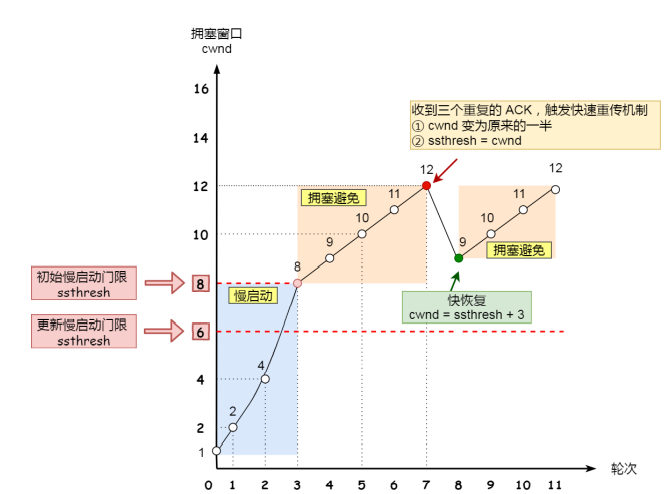 拥塞窗口
cwnd
16
14
12
10
8
6
4
2
1
0 1 2 3 4 5 6 7 8 9 10 11
轮次
初始慢启动门限
ssthresh
更新慢启动门限
ssthresh
慢启动
2
4
8
拥塞避免
9
10
11
12
收到三个重复的 ACK，触发快速重传机制
① cwnd 变为原来的一半
② ssthresh = cwnd
9
10
11
12
拥塞避免
快恢复
cwnd = ssthresh + 3